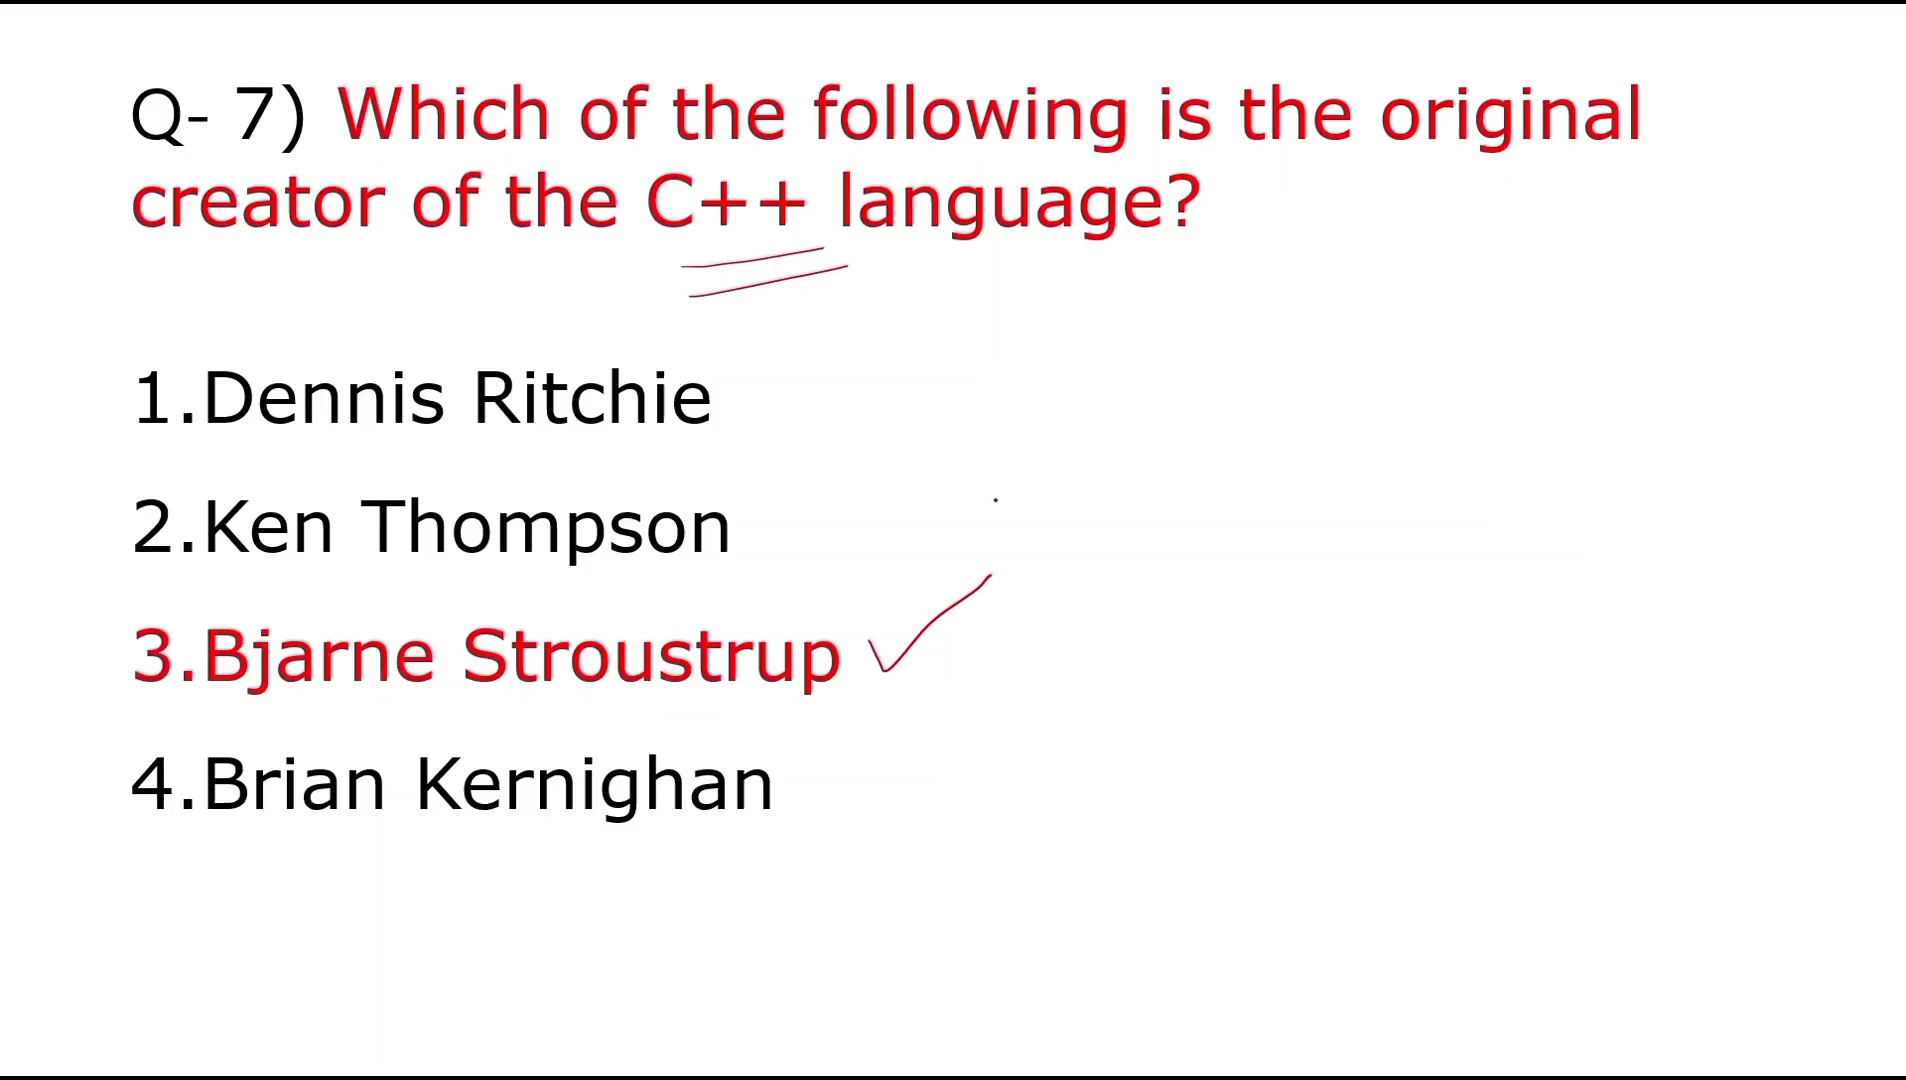 Q- 7) Which of the following is the original
creator of the C++ language?
1.Dennis Ritchie
2.Ken Thompson
3.Bjarne Stroustrup
4.Brian Kernighan